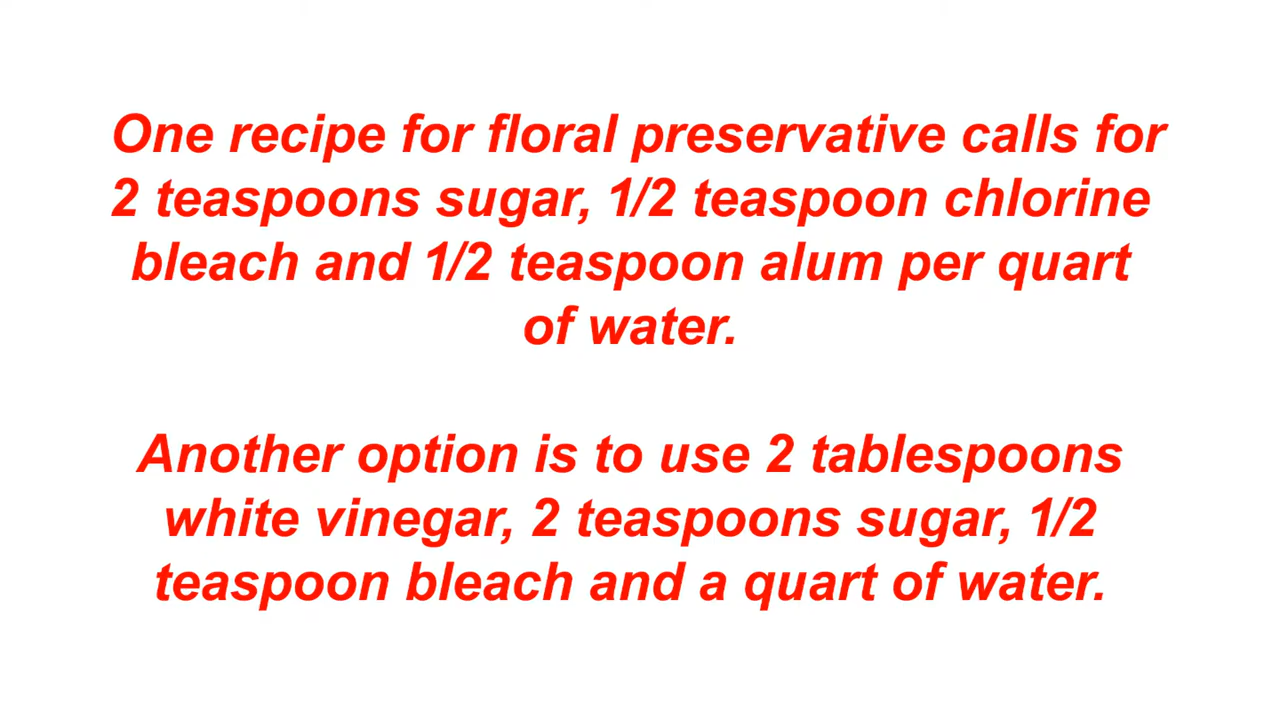 One recipe for floral preservative calls for
2 teaspoons sugar, 1/2 teaspoon chlorine
bleach and 1/2 teaspoon alum per quart
of water.
Another option is to use 2 tablespoons
white vinegar, 2 teaspoons sugar, 1/2
teaspoon bleach and a quart of water.